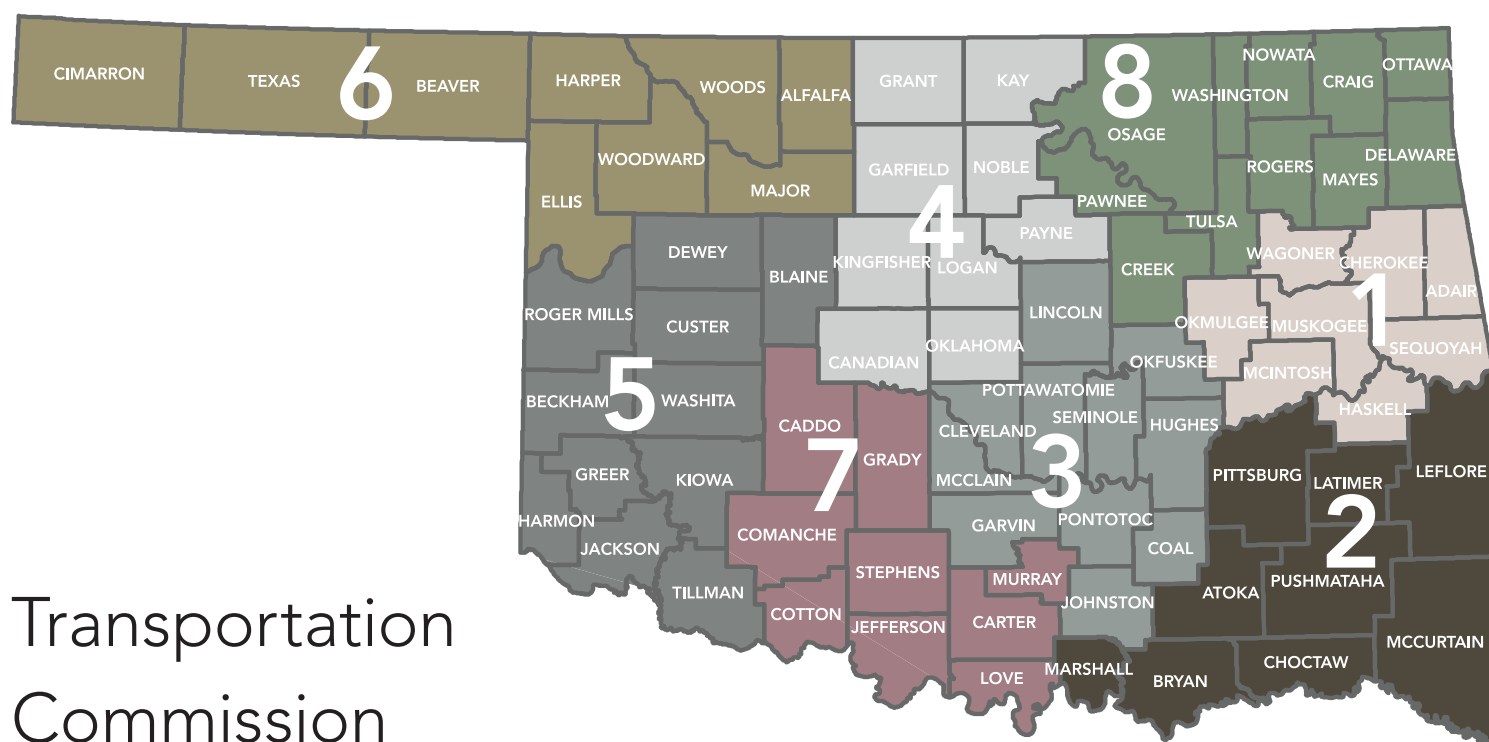 CIMARRON
TEXAS
6
BEAVER
HARPER
WOODS
ALFALFA
GRANT
KAY
8
OSAGE
WASHINGTON
NOWATA
CRAIG
OTTAWA
WOODWARD
ELLIS
MAJOR
GARFIELD
NOBLE
PAWNEE
TULSA
ROGERS
MAYES
DELAWARE
4
DEWEY
BLAINE
KINGFISHER
LOGAN
PAYNE
CREEK
WAGONER
CHEROKEE
ADAIR
1
ROGER MILLS
CUSTER
CANADIAN
OKLAHOMA
LINCOLN
OKMULGEE
MUSKOGEE
SEQUOYAH
OKFUSKEE
MCINTOSH
HASKELL
BECKHAM
5
WASHITA
CADDO
7
GRADY
POTTAWATOMIE
SEMINOLE
CLEVELAND
HUGHES
3
MCCLAIN
GREER
KIOWA
PITTSBURG
LATIMER
LEFLORE
2
HARMON
JACKSON
COMANCHE
GARVIN
PONTOTOC
COAL
TILLMAN
STEPHENS
MURRAY
JOHNSTON
ATOKA
PUSHMATAHA
COTTON
JEFFERSON
CARTER
LOVE
MARSHALL
BRYAN
CHOCTAW
MCCURTAIN
Transportation
Commission